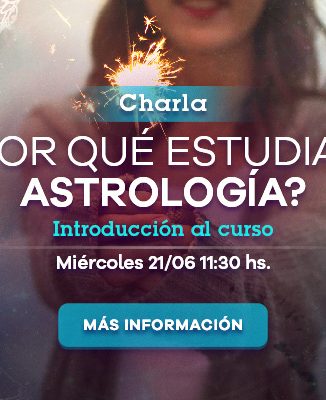 Charla
OR QUÉ ESTUDIA
ASTROLOGÍA?
Introducción al curso
Miércoles 21/06 11:30 hs.
MÁS INFORMACIÓN